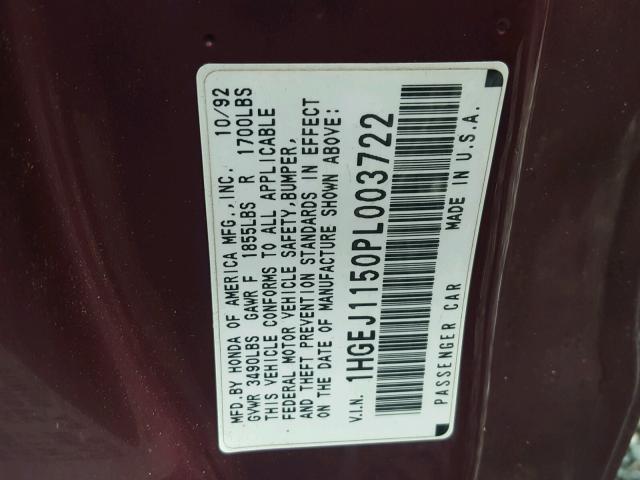 MFD.BY HONDA OF AMERICA MFG.,INC. 10/92
GVWR 3490LBS GAWR F 1855LBS R 1700LBS
THIS VEHICLE CONFORMS TO ALL APPLICABLE
FEDERAL MOTOR VEHICLE SAFETY,BUMPER,
AND THEFT PREVENTION STANDARDS IN EFFECT
ON THE DATE OF MANUFACTURE SHOWN ABOVE:
V.I.N. 1HGEJ1150PL003722
PASSENGER CAR MADE IN U.S.A.